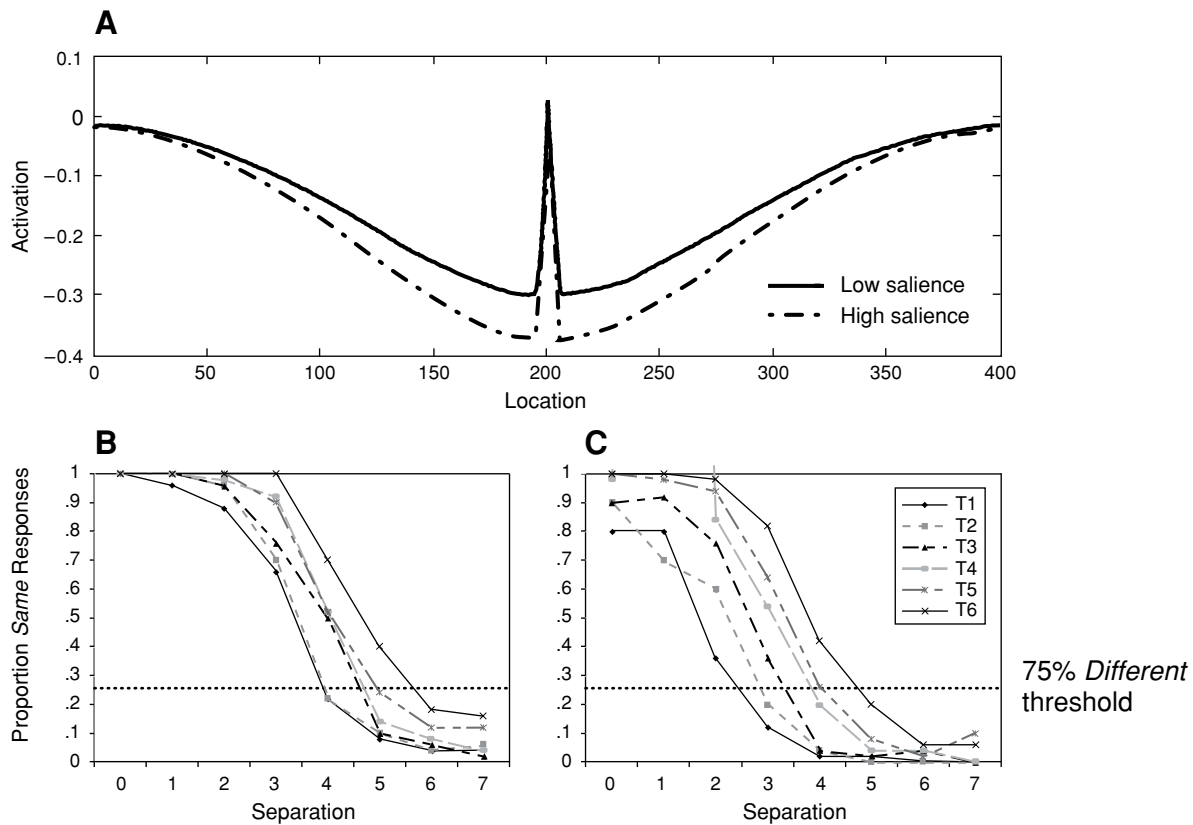 A
Activation
0.1
0
−0.1
−0.2
−0.3
−0.4
Low salience
High salience
0 50 100 150 200 250 300 350 400
Location
B
Proportion Same Responses
1
.9
.8
.7
.6
.5
.4
.3
.2
.1
0
0 1 2 3 4 5 6 7
Separation
C
1
.9
.8
.7
.6
.5
.4
.3
.2
.1
0
T1
T2
T3
T4
T5
T6
0 1 2 3 4 5 6 7
Separation
75% Different
threshold